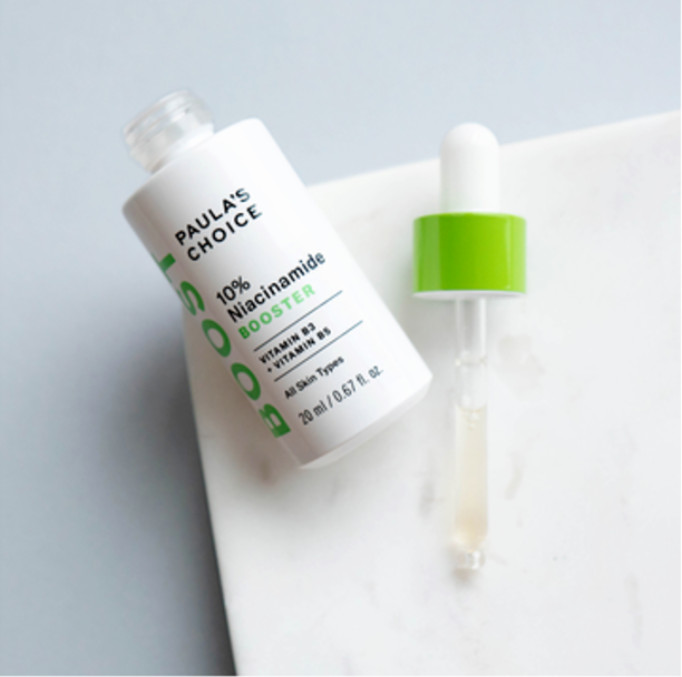 PAULA'S
CHOICE
10%
Niacinamide
BOOSTER
VITAMIN B3
+ VITAMIN B5
All Skin Types
20 ml / 0.67 fl. oz.
BOOST